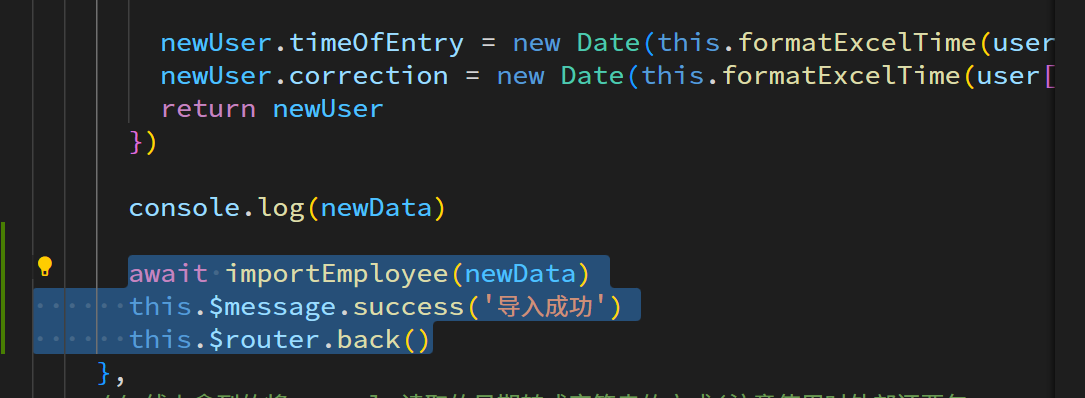 newUser.timeOfEntry = new Date(this.formatExcelTime(user
newUser.correction = new Date(this.formatExcelTime(user[
return newUser
})
console.log(newData)
await importEmployee(newData)
this.$message.success('导入成功')
this.$router.back()
},